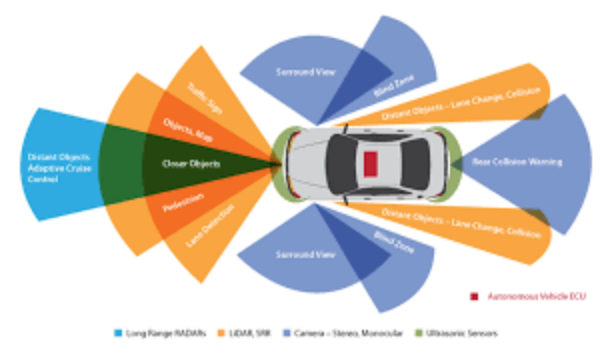 Traffic Sign
Surround View
Blind Zone
Distant Objects – Lane Change, Collision
Objects, Map
Distant Objects
Adaptive Cruise
Control
Closer Objects
Rear Collision Warning
Pedestrian
Lane Detection
Distant Objects – Lane Change, Collision
Surround View
Blind Zone
Autonomous Vehicle ECU
Long Range RADARs
LiDAR, SRR
Camera – Stereo, Monocular
Ultrasonic Sensors